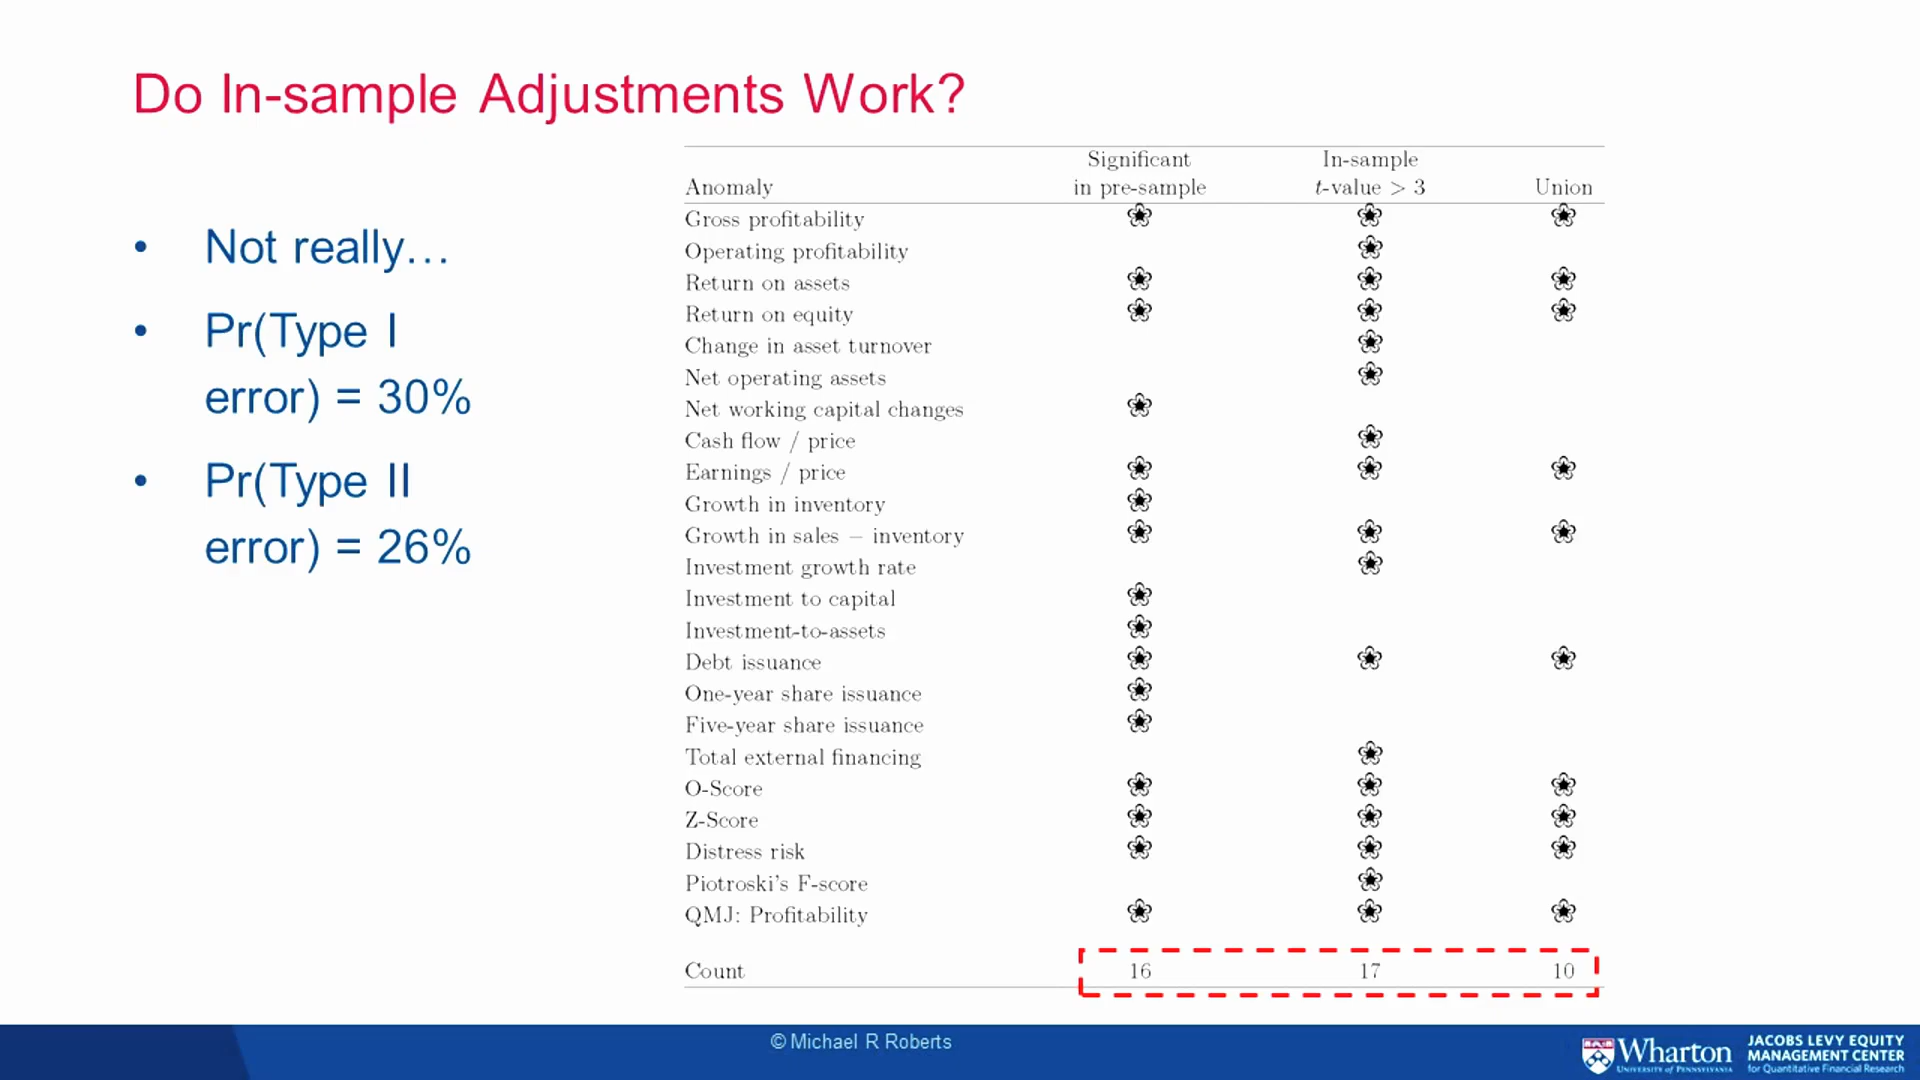 Do In-sample Adjustments Work?
• Not really…
• Pr(Type I
error) = 30%
• Pr(Type II
error) = 26%
Significant In-sample
Anomaly in pre-sample t-value > 3 Union
Gross profitability ❀ ❀ ❀
Operating profitability ❀
Return on assets ❀ ❀ ❀
Return on equity ❀ ❀ ❀
Change in asset turnover ❀
Net operating assets ❀
Net working capital changes ❀
Cash flow / price ❀
Earnings / price ❀ ❀ ❀
Growth in inventory ❀
Growth in sales – inventory ❀ ❀ ❀
Investment growth rate ❀
Investment to capital ❀
Investment-to-assets ❀
Debt issuance ❀ ❀ ❀
One-year share issuance ❀
Five-year share issuance ❀
Total external financing ❀
O-Score ❀ ❀ ❀
Z-Score ❀ ❀ ❀
Distress risk ❀ ❀ ❀
Piotroski's F-score ❀
QMJ: Profitability ❀ ❀ ❀
Count 16 17 10
© Michael R Roberts
Wharton
UNIVERSITY of PENNSYLVANIA
JACOBS LEVY EQUITY
MANAGEMENT CENTER
for Quantitative Financial Research